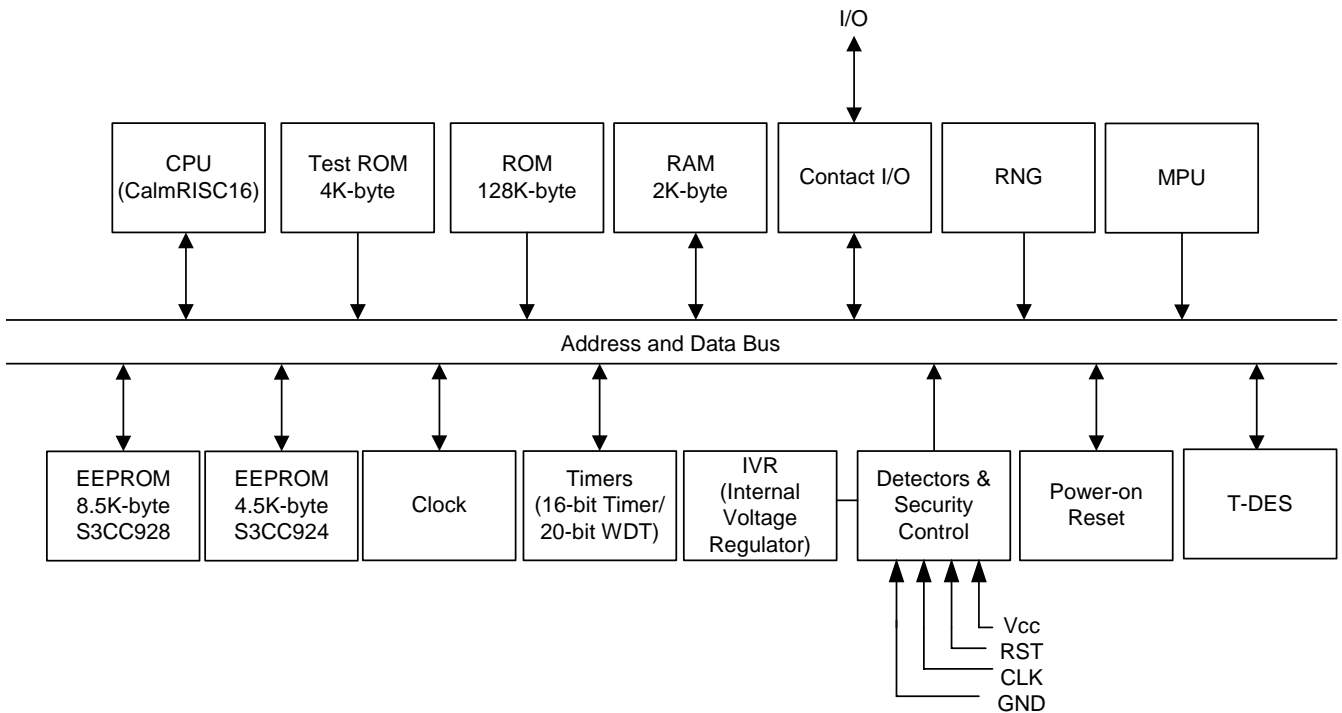 I/O
CPU
(CalmRISC16)
Test ROM
4K-byte
ROM
128K-byte
RAM
2K-byte
Contact I/O
RNG
MPU
Address and Data Bus
EEPROM
8.5K-byte
S3CC928
EEPROM
4.5K-byte
S3CC924
Clock
Timers
(16-bit Timer/
20-bit WDT)
IVR
(Internal
Voltage
Regulator)
Detectors &
Security
Control
Power-on
Reset
T-DES
Vcc
RST
CLK
GND